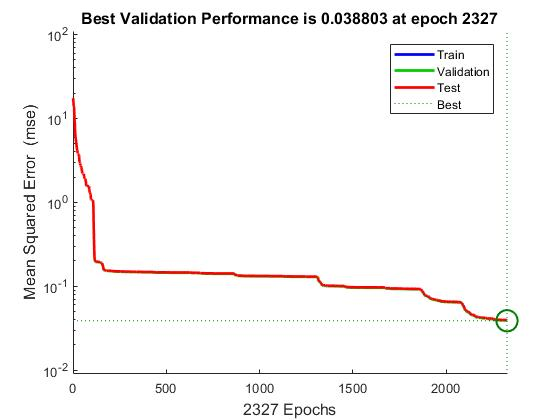 Best Validation Performance is 0.038803 at epoch 2327
Mean Squared Error (mse)
10^2
10^1
10^0
10^-1
10^-2
Train
Validation
Test
Best
0 500 1000 1500 2000
2327 Epochs